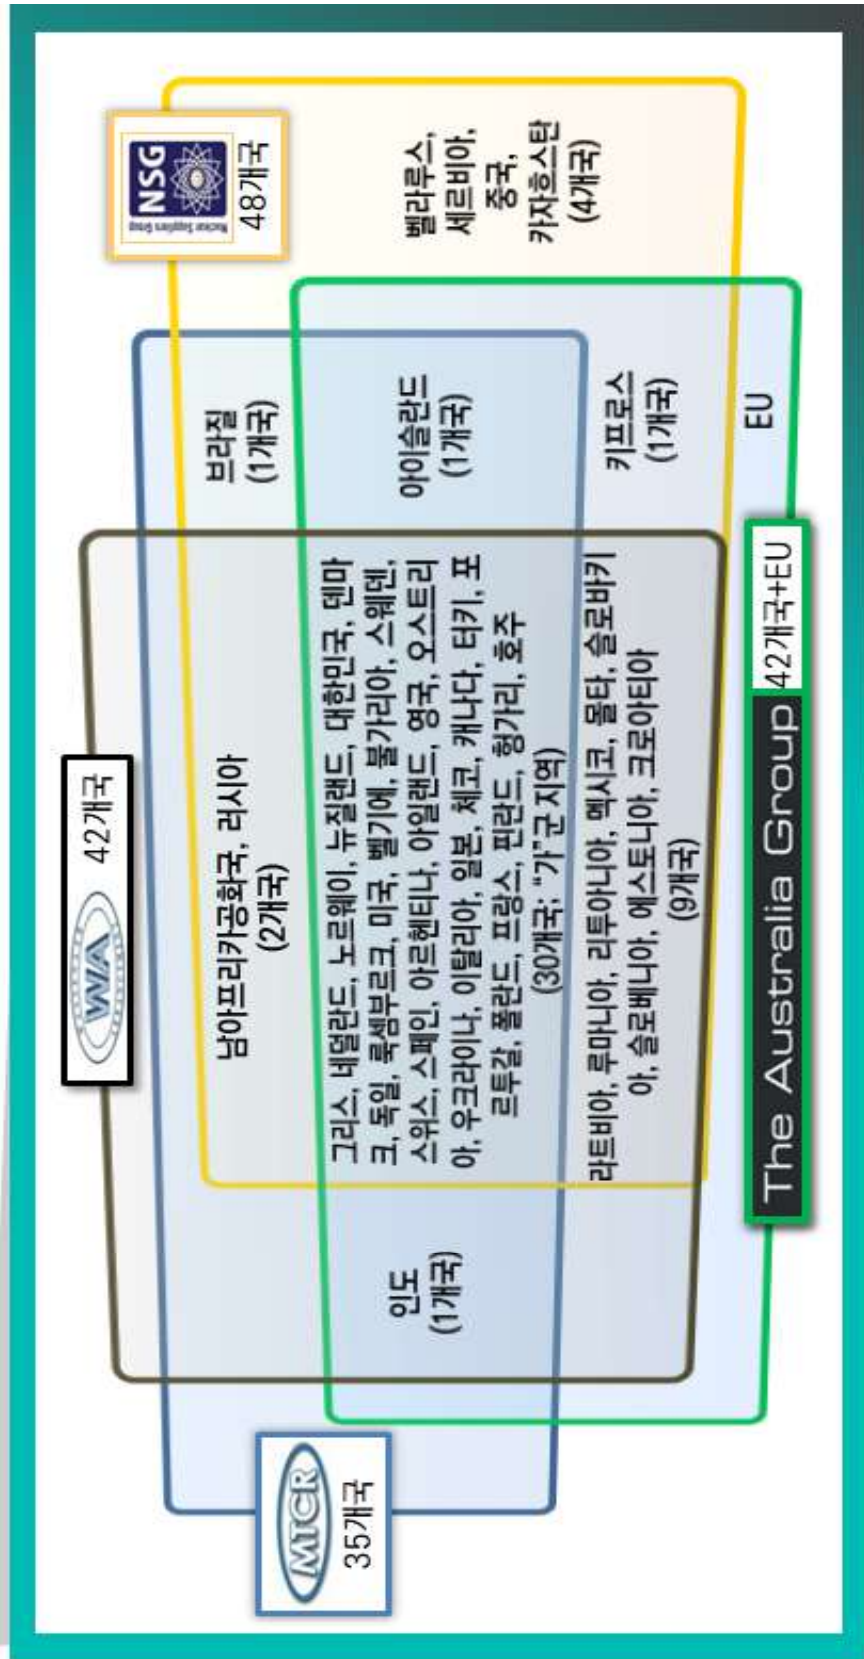 WA 42개국
NSG
Nuclear Suppliers Group
48개국
MTCR
35개국
남아프리카공화국, 러시아
(2개국)
브라질
(1개국)
인도
(1개국)
그리스, 네덜란드, 노르웨이, 뉴질랜드, 대한민국, 덴마
크, 독일, 룩셈부르크, 미국, 벨기에, 불가리아, 스웨덴,
스위스, 스페인, 아르헨티나, 아일랜드, 영국, 오스트리
아, 우크라이나, 이탈리아, 일본, 체코, 캐나다, 터키, 포
르투갈, 폴란드, 프랑스, 핀란드, 헝가리, 호주
(30개국; "가"군 지역)
아이슬란드
(1개국)
벨라루스,
세르비아,
중국,
카자흐스탄
(4개국)
라트비아, 루마니아, 리투아니아, 멕시코, 몰타, 슬로바키
아, 슬로베니아, 에스토니아, 크로아티아
(9개국)
키프로스
(1개국)
EU
The Australia Group 42개국+EU